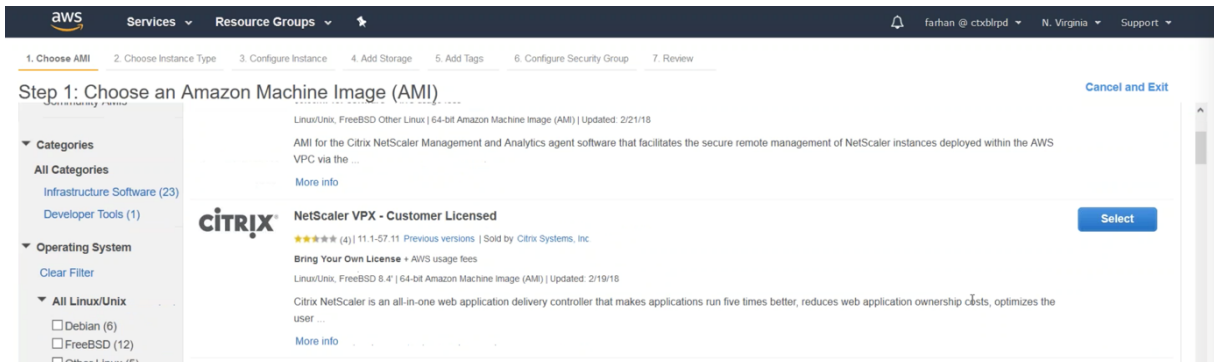 aws
Services
Resource Groups
farhan @ ctxblrpd
N. Virginia
Support
1. Choose AMI
2. Choose Instance Type
3. Configure Instance
4. Add Storage
5. Add Tags
6. Configure Security Group
7. Review
Step 1: Choose an Amazon Machine Image (AMI)
Cancel and Exit
Categories
All Categories
Infrastructure Software (23)
Developer Tools (1)
Operating System
Clear Filter
All Linux/Unix
Debian (6)
FreeBSD (12)
Linux/Unix, FreeBSD Other Linux | 64-bit Amazon Machine Image (AMI) | Updated: 2/21/18
AMI for the Citrix NetScaler Management and Analytics agent software that facilitates the secure remote management of NetScaler instances deployed within the AWS
VPC via the ...
More info
CITRIX
NetScaler VPX - Customer Licensed
(4) | 11.1-57.11 Previous versions | Sold by Citrix Systems, Inc
Bring Your Own License + AWS usage fees
Linux/Unix, FreeBSD 8.4' | 64-bit Amazon Machine Image (AMI) | Updated: 2/19/18
Citrix NetScaler is an all-in-one web application delivery controller that makes applications run five times better, reduces web application ownership costs, optimizes the
user ...
More info
Select